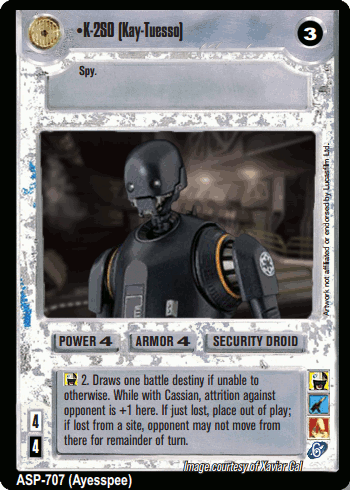 •K-2SO [Kay-Tuesso]
3
Spy.
Artwork not affiliated or endorsed by Lucasfilm Ltd.
POWER 4
ARMOR 4
SECURITY DROID
2. Draws one battle destiny if unable to
otherwise. While with Cassian, attrition against
opponent is +1 here. If just lost, place out of play;
if lost from a site, opponent may not move from
there for remainder of turn.
4
4
6
Image courtesy of Xaviar Cal
ASP-707 (Ayesspee)